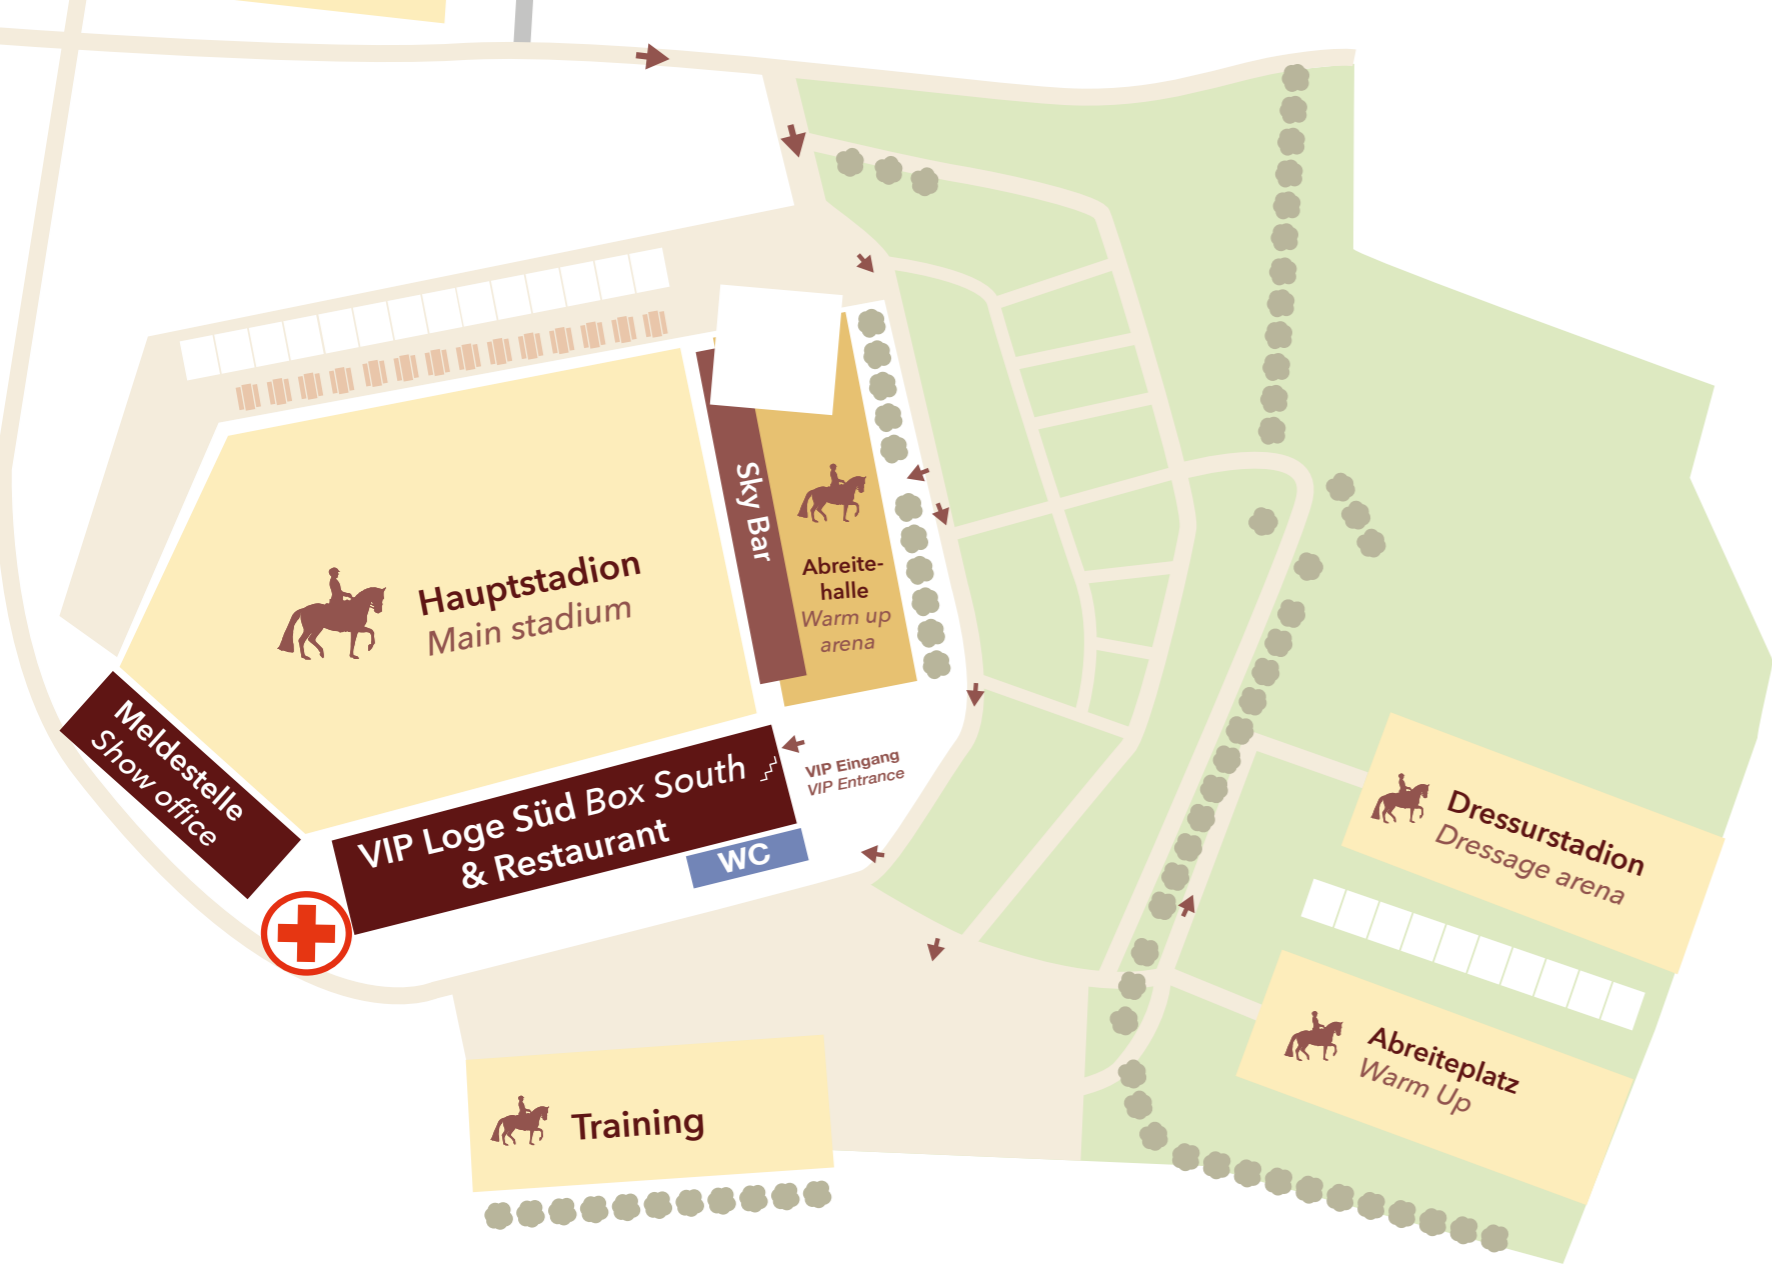 Sky Bar
Abreite-
halle
Warm up
arena
Hauptstadion
Main stadium
Meldestelle
Show office
VIP Loge Süd Box South
& Restaurant
VIP Eingang
VIP Entrance
WC
Dressurstadion
Dressage arena
Abreiteplatz
Warm Up
Training